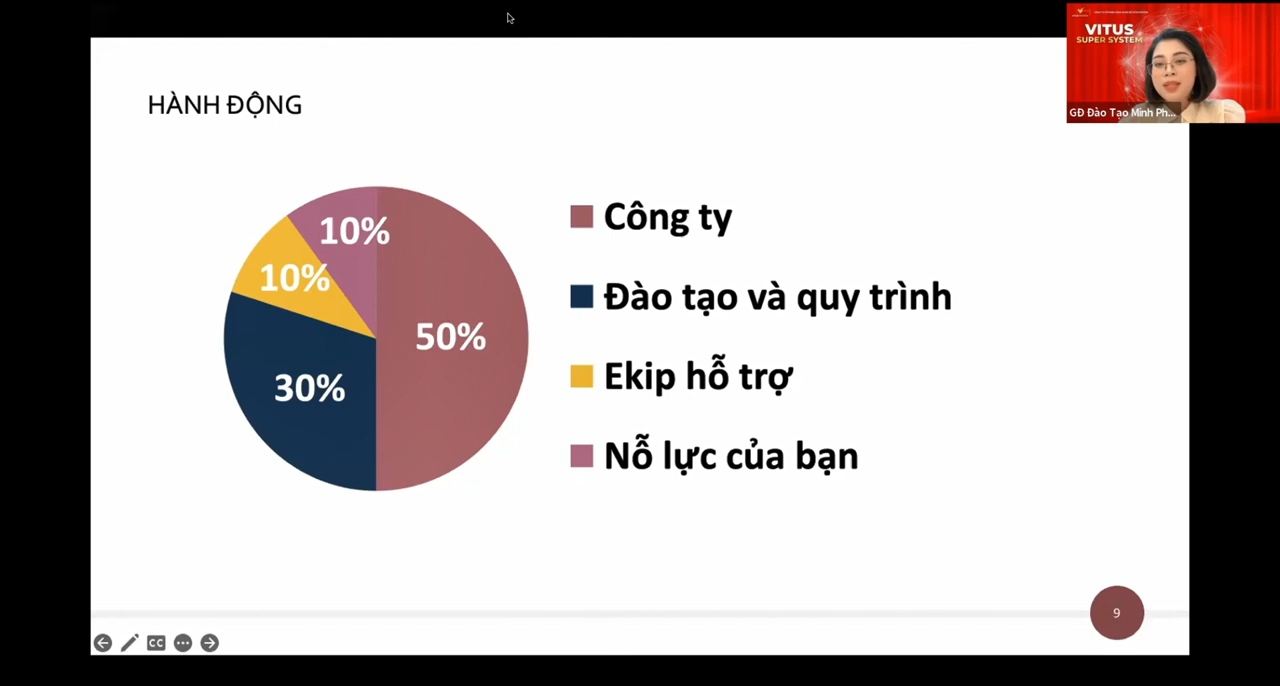 VITUS
SUPER SYSTEM
GĐ Đào Tạo Minh Ph...
HÀNH ĐỘNG
10%
10%
50%
30%
Công ty
Đào tạo và quy trình
Ekip hỗ trợ
Nỗ lực của bạn
9
CC